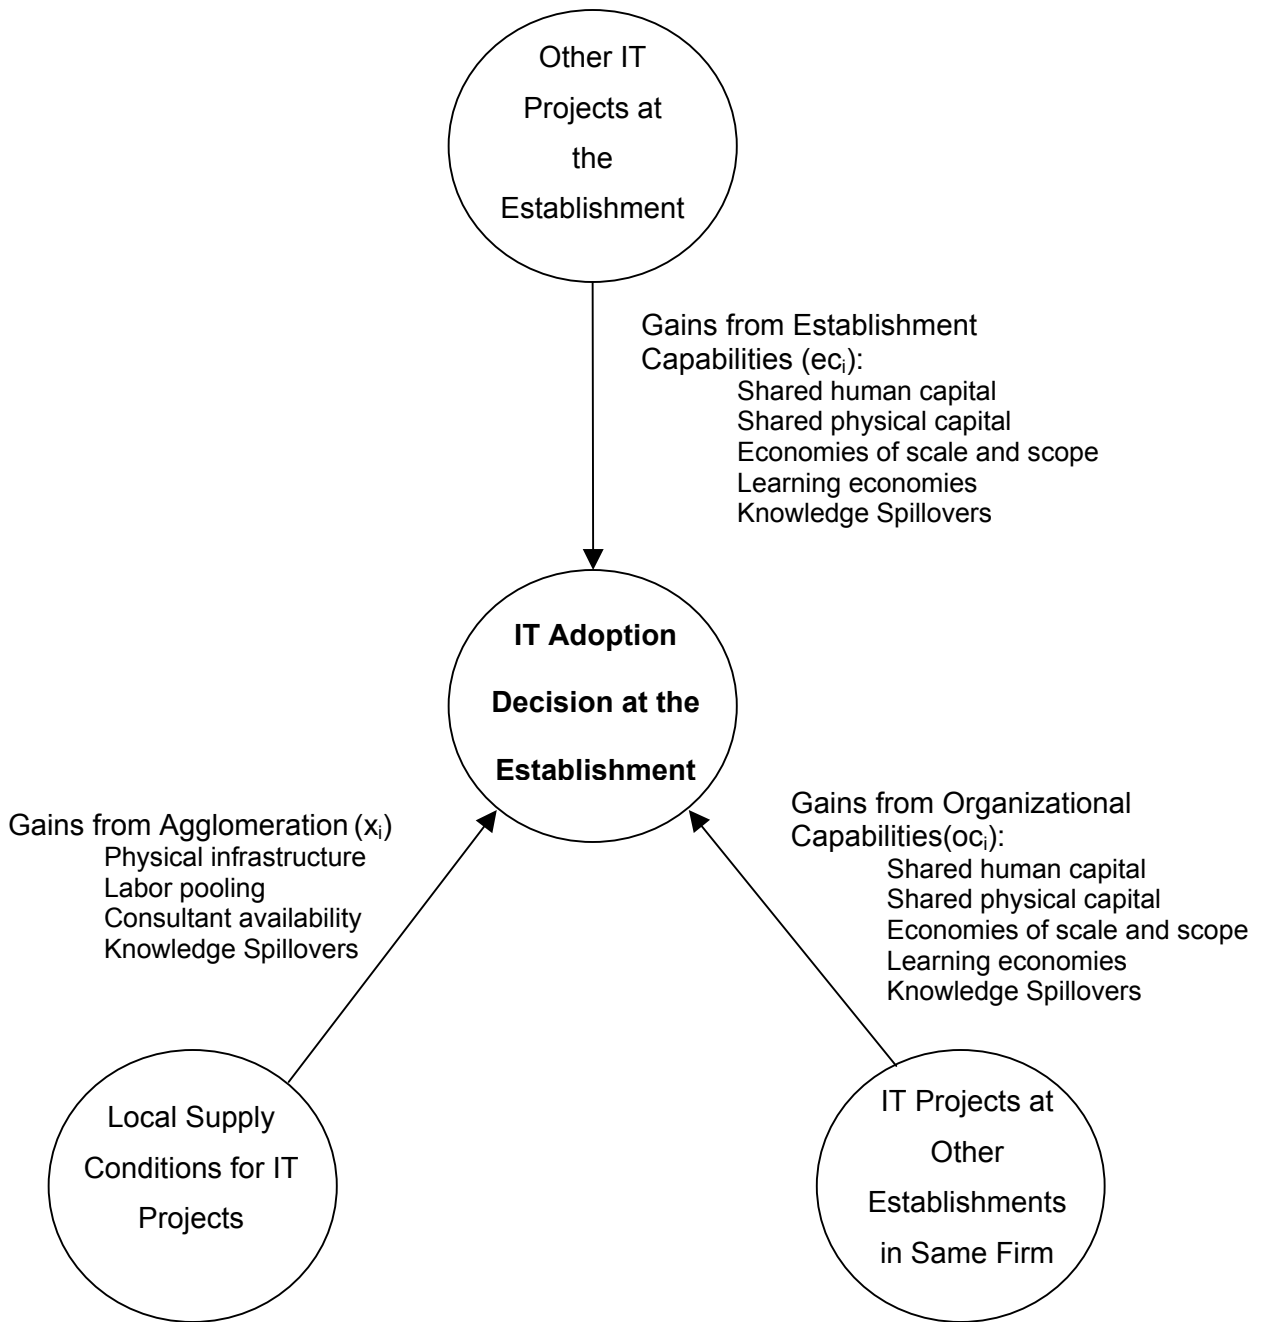 Other IT
Projects at
the
Establishment
Gains from Establishment
Capabilities (ecᵢ):
Shared human capital
Shared physical capital
Economies of scale and scope
Learning economies
Knowledge Spillovers
IT Adoption
Decision at the
Establishment
Gains from Agglomeration (xᵢ)
Physical infrastructure
Labor pooling
Consultant availability
Knowledge Spillovers
Gains from Organizational
Capabilities(ocᵢ):
Shared human capital
Shared physical capital
Economies of scale and scope
Learning economies
Knowledge Spillovers
Local Supply
Conditions for IT
Projects
IT Projects at
Other
Establishments
in Same Firm